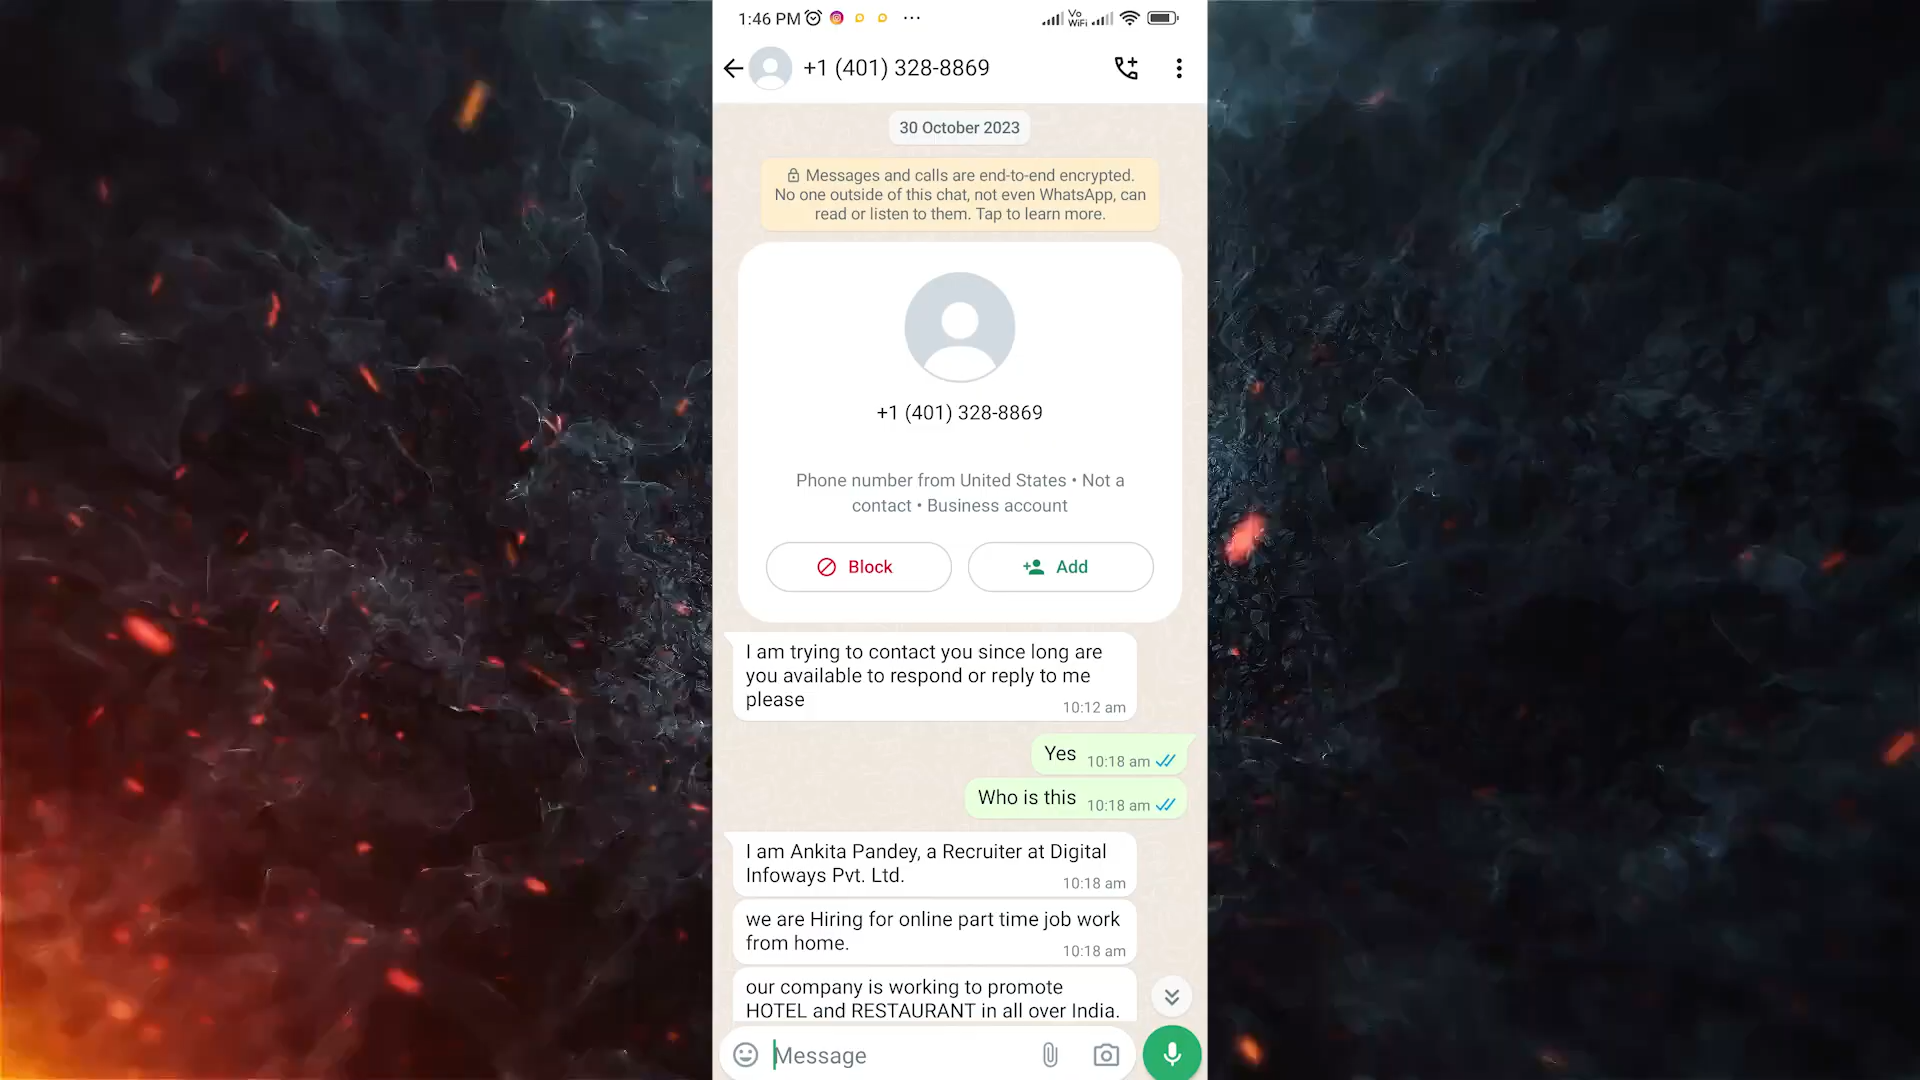 1:46 PM
Vo
WiFi
+1 (401) 328-8869
30 October 2023
Messages and calls are end-to-end encrypted.
No one outside of this chat, not even WhatsApp, can
read or listen to them. Tap to learn more.
+1 (401) 328-8869
Phone number from United States • Not a
contact • Business account
Block
Add
I am trying to contact you since long are
you available to respond or reply to me
please
10:12 am
Yes 10:18 am
Who is this 10:18 am
I am Ankita Pandey, a Recruiter at Digital
Infoways Pvt. Ltd.
10:18 am
we are Hiring for online part time job work
from home.
10:18 am
our company is working to promote
HOTEL and RESTAURANT in all over India.
Message